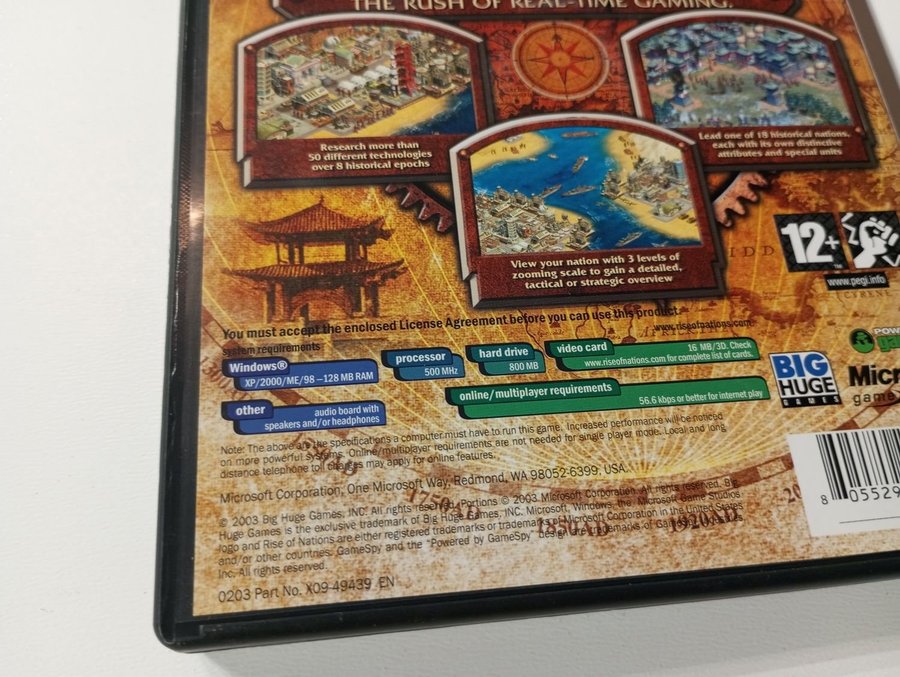 THE RUSH OF REAL-TIME GAMING.
Research more than
50 different technologies
over 8 historical epochs
Lead one of 18 historical nations,
each with its own distinctive
attributes and special units
View your nation with 3 levels of
zooming scale to gain a detailed,
tactical or strategic overview
12+
www.pegi.info
You must accept the enclosed License Agreement before you can use this product.
www.riseofnations.com
system requirements
Windows®
XP/2000/ME/98 –128 MB RAM
processor
500 MHz
hard drive
800 MB
video card
16 MB/3D. Check
www.riseofnations.com for complete list of cards.
other
audio board with
speakers and/or headphones
online/multiplayer requirements
56.6 kbps or better for internet play
BIG
HUGE
GAMES
Note: The above are the specifications a computer must have to run this game. Increased performance will be noticed
on more powerful systems. Online/multiplayer requirements are not needed for single player mode. Local and long
distance telephone toll charges may apply for online features.
Microsoft Corporation, One Microsoft Way, Redmond, WA 98052-6399, USA.
© 2003 Big Huge Games, INC. All rights reserved. Portions © 2003 Microsoft Corporation. All rights reserved. Big
Huge Games is the exclusive trademark of Big Huge Games, INC. Microsoft, Windows, the Microsoft Game Studios
logo and Rise of Nations are either registered trademarks or trademarks of Microsoft Corporation in the United States
and/or other countries. GameSpy and the "Powered by GameSpy" design are trademarks of GameSpy Industries,
Inc. All rights reserved.
1750AD
1850AD
1920AD
0203 Part No. X09-49439 EN
8 05529